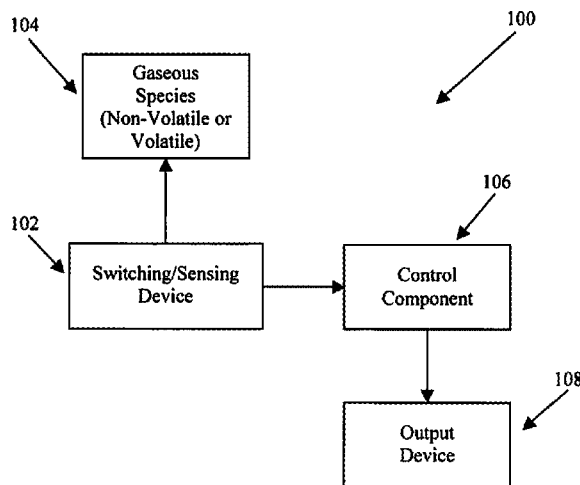 104
100
Gaseous
Species
(Non-Volatile or
Volatile)
102
106
Switching/Sensing
Device
Control
Component
108
Output
Device